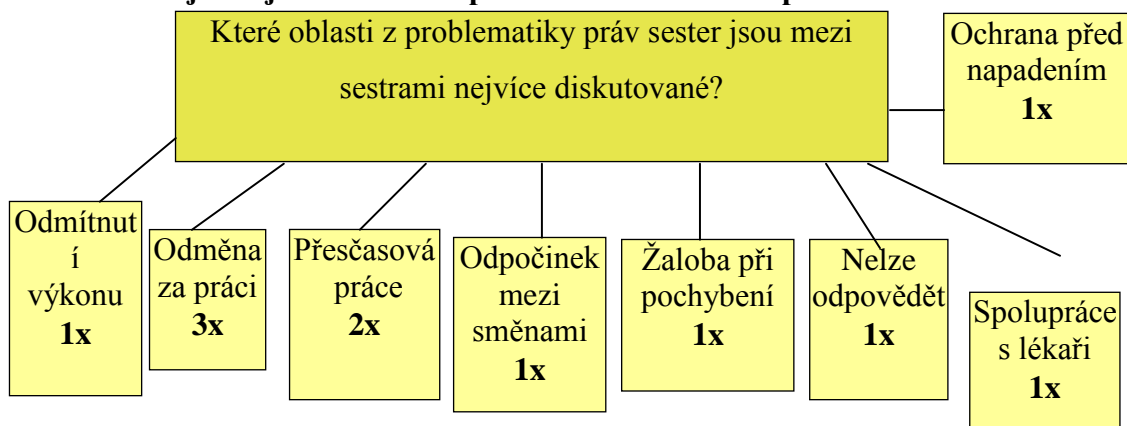 Které oblasti z problematiky práv sester jsou mezi
sestrami nejvíce diskutované?
Ochrana před
napadením
1x
Odmítnut
í
výkonu
1x
Odměna
za práci
3x
Přesčasová
práce
2x
Odpočinek
mezi
směnami
1x
Žaloba při
pochybení
1x
Nelze
odpovědět
1x
Spolupráce
s lékaři
1x